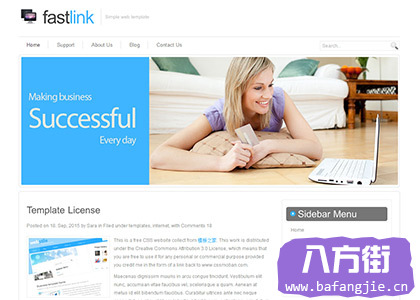 fastlink
Simple web template
Home Support About Us Blog Contact Us
Search..
Making business
Successful
Every day
Template License
Sidebar Menu
Posted on 18. Sep, 2015 by Sara in Filed under templates, internet, with Comments 18
Home
This is a free CSS website collect from 模板之家. This work is distributed
under the Creative Commons Attribution 3.0 License, which means that
you are free to use it for any personal or commercial purpose provided
you credit me in the form of a link back to
Maecenas dignissim mauris in arcu congue tincidunt. Vestibulum elit
nunc, accumsan vitae faucibus vel, scelerisque a quam. Aenean at
metus id elit bibendum faucibus. Curabitur ultrices ante nec neque
八方街
www.bafangjie.cn